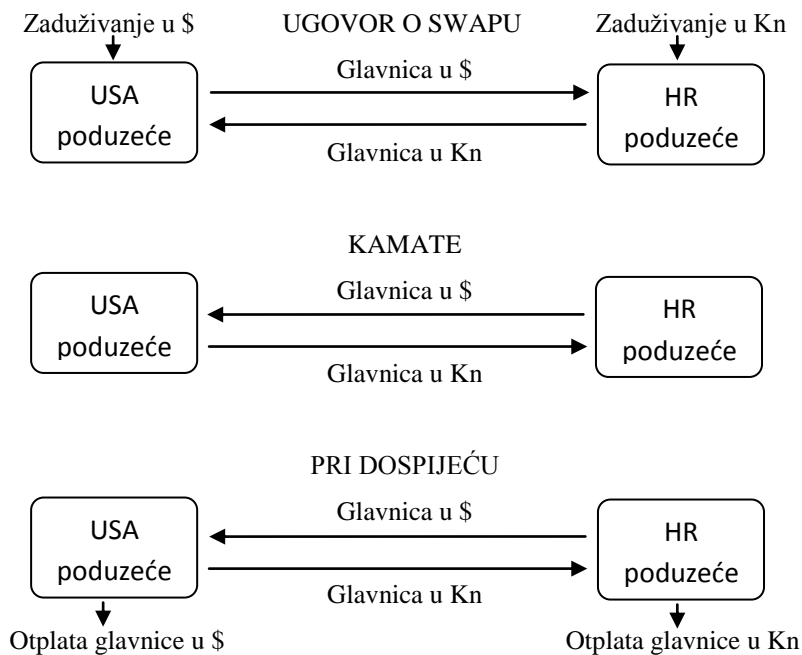 Zaduživanje u $ UGOVOR O SWAPU Zaduživanje u Kn
Glavnica u $
USA
poduzeće
HR
poduzeće
Glavnica u Kn
KAMATE
Glavnica u $
USA
poduzeće
HR
poduzeće
Glavnica u Kn
PRI DOSPIJEĆU
Glavnica u $
USA
poduzeće
HR
poduzeće
Glavnica u Kn
Otplata glavnice u $ Otplata glavnice u Kn